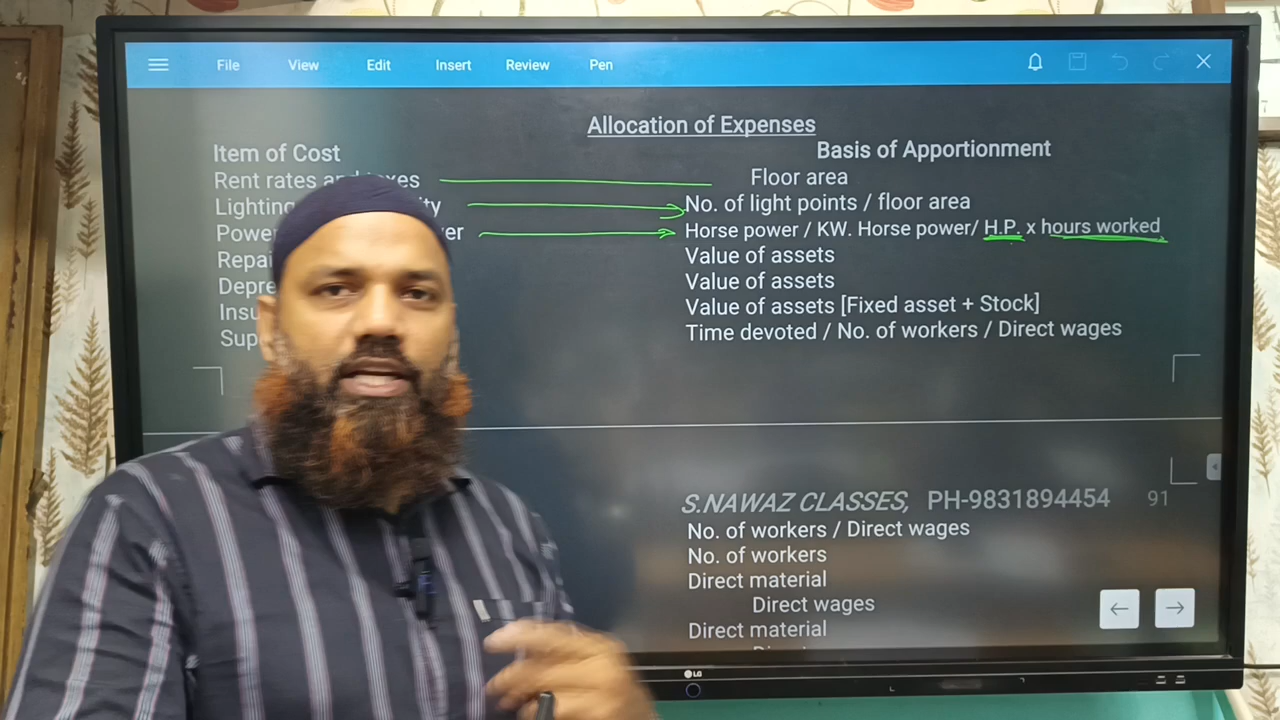 File View Edit Insert Review Pen
Allocation of Expenses
Item of Cost Basis of Apportionment
Rent rates and taxes Floor area
Lighting No. of light points / floor area
Horse power / KW. Horse power/ H.P. x hours worked
Value of assets
Value of assets
Value of assets [Fixed asset + Stock]
Time devoted / No. of workers / Direct wages
S.NAWAZ CLASSES, PH-9831894454 91
No. of workers / Direct wages
No. of workers
Direct material
Direct wages
Direct material
LG